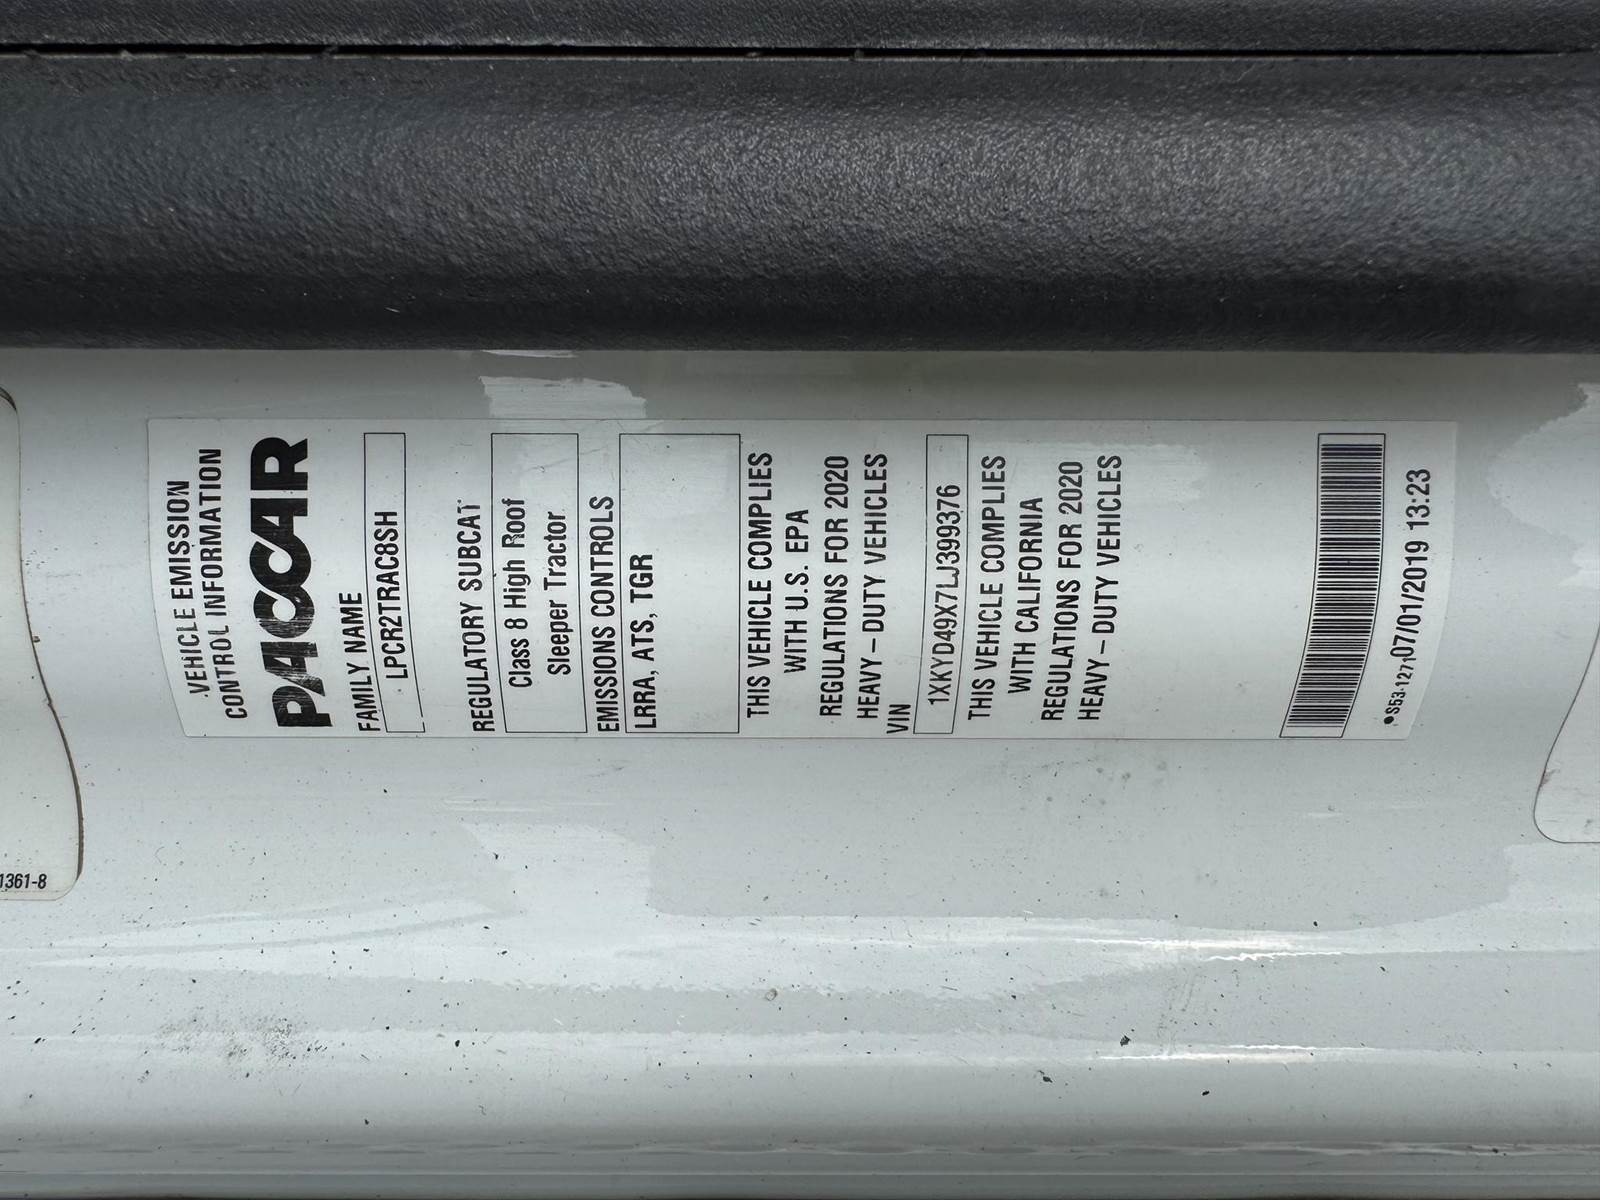 VEHICLE EMISSION
CONTROL INFORMATION
PACCAR
FAMILY NAME
LPCR2TRAC8SH
REGULATORY SUBCAT
Class 8 High Roof
Sleeper Tractor
EMISSIONS CONTROLS
LRRA, ATS, TGR
THIS VEHICLE COMPLIES
WITH U.S. EPA
REGULATIONS FOR 2020
HEAVY – DUTY VEHICLES
VIN
1XKYD49X7LJ399376
THIS VEHICLE COMPLIES
WITH CALIFORNIA
REGULATIONS FOR 2020
HEAVY – DUTY VEHICLES
●S53-1271 07/01/2019 13:23
1361-8